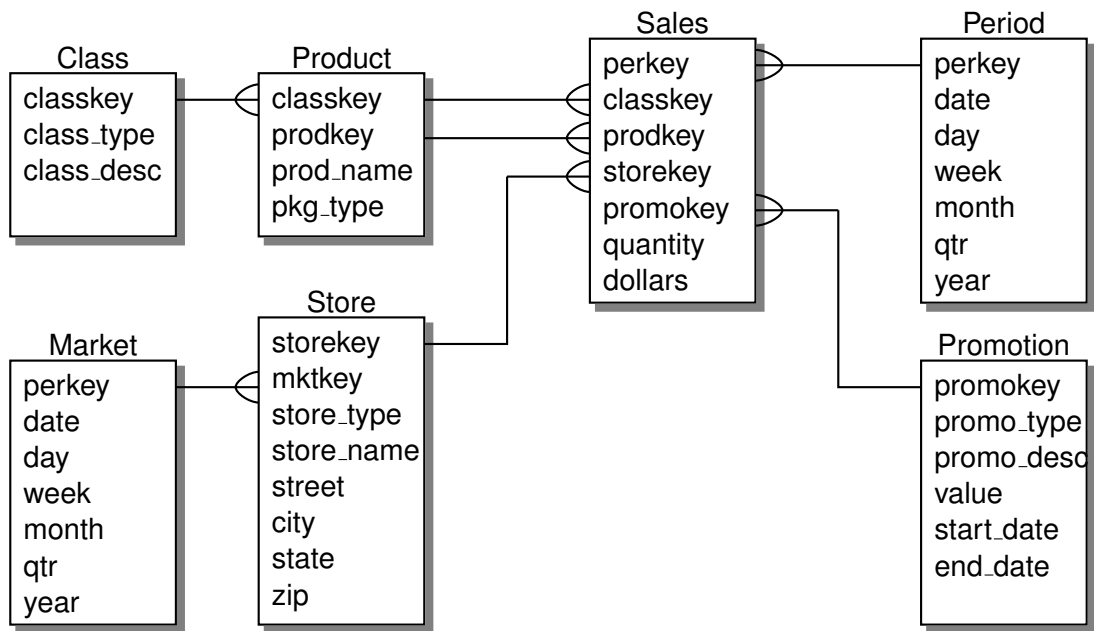 Class
classkey
class_type
class_desc
Product
classkey
prodkey
prod_name
pkg_type
Sales
perkey
classkey
prodkey
storekey
promokey
quantity
dollars
Period
perkey
date
day
week
month
qtr
year
Market
perkey
date
day
week
month
qtr
year
Store
storekey
mktkey
store_type
store_name
street
city
state
zip
Promotion
promokey
promo_type
promo_desc
value
start_date
end_date